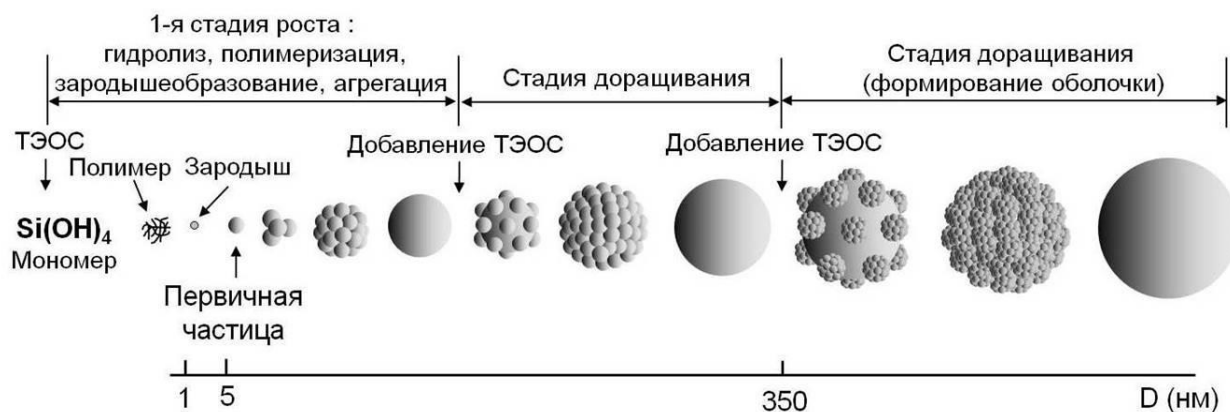 1-я стадия роста :
гидролиз, полимеризация,
зародышеобразование, агрегация
Стадия доращивания
Стадия доращивания
(формирование оболочки)
ТЭОС
Добавление ТЭОС
Добавление ТЭОС
Полимер
Зародыш
Si(OH)4
Мономер
Первичная
частица
1
5
350
D (нм)